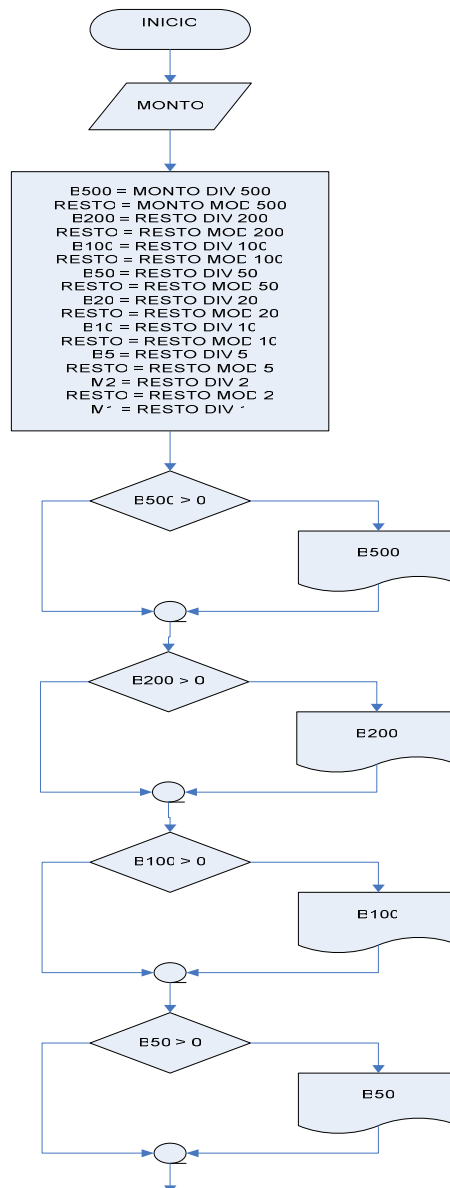 INICIO
MONTO
B500 = MONTO DIV 500
RESTO = MONTO MOD 500
B200 = RESTO DIV 200
RESTO = RESTO MOD 200
B100 = RESTO DIV 100
RESTO = RESTO MOD 100
B50 = RESTO DIV 50
RESTO = RESTO MOD 50
B20 = RESTO DIV 20
RESTO = RESTO MOD 20
B10 = RESTO DIV 10
RESTO = RESTO MOD 10
B5 = RESTO DIV 5
RESTO = RESTO MOD 5
M2 = RESTO DIV 2
RESTO = RESTO MOD 2
M1 = RESTO DIV 1
B500 > 0
B500
B200 > 0
B200
B100 > 0
B100
B50 > 0
B50